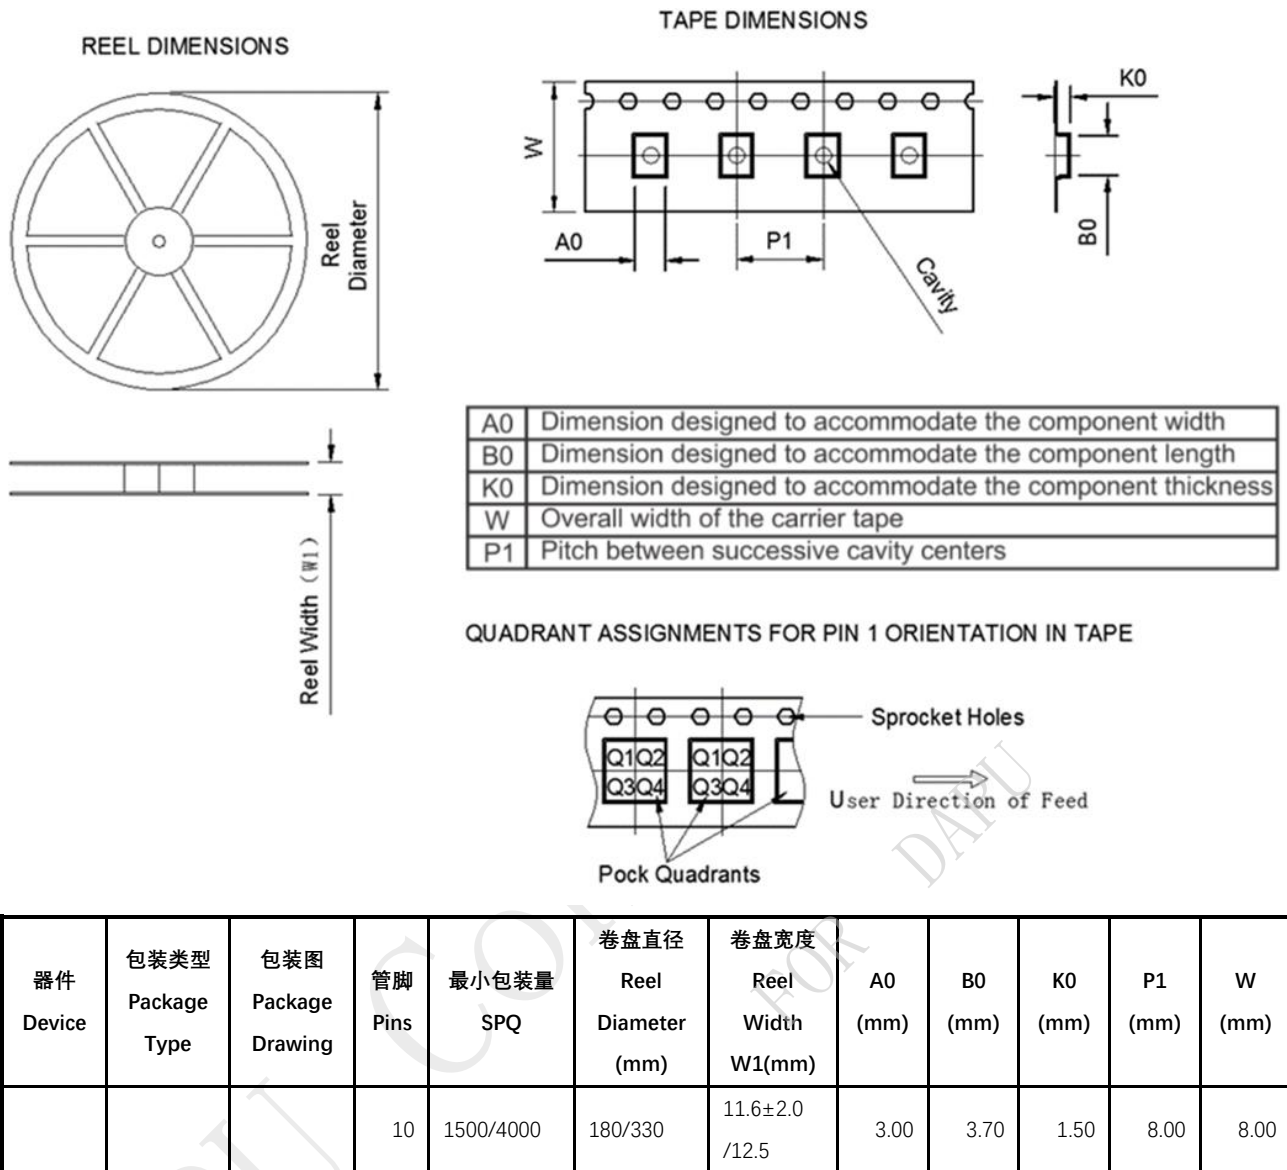 REEL DIMENSIONS
TAPE DIMENSIONS
Reel
Diameter
Reel Width (W1)
W
A0
P1
Cavity
K0
B0
A0 Dimension designed to accommodate the component width
B0 Dimension designed to accommodate the component length
K0 Dimension designed to accommodate the component thickness
W Overall width of the carrier tape
P1 Pitch between successive cavity centers
QUADRANT ASSIGNMENTS FOR PIN 1 ORIENTATION IN TAPE
Sprocket Holes
Q1 Q2 Q1 Q2
Q3 Q4 Q3 Q4
User Direction of Feed
Pock Quadrants
器件
Device
包装类型
Package
Type
包装图
Package
Drawing
管脚
Pins
最小包装量
SPQ
卷盘直径
Reel
Diameter
(mm)
卷盘宽度
Reel
Width
W1(mm)
A0
(mm)
B0
(mm)
K0
(mm)
P1
(mm)
W
(mm)
10
1500/4000
180/330
11.6±2.0
/12.5
3.00
3.70
1.50
8.00
8.00
FOR DAPU